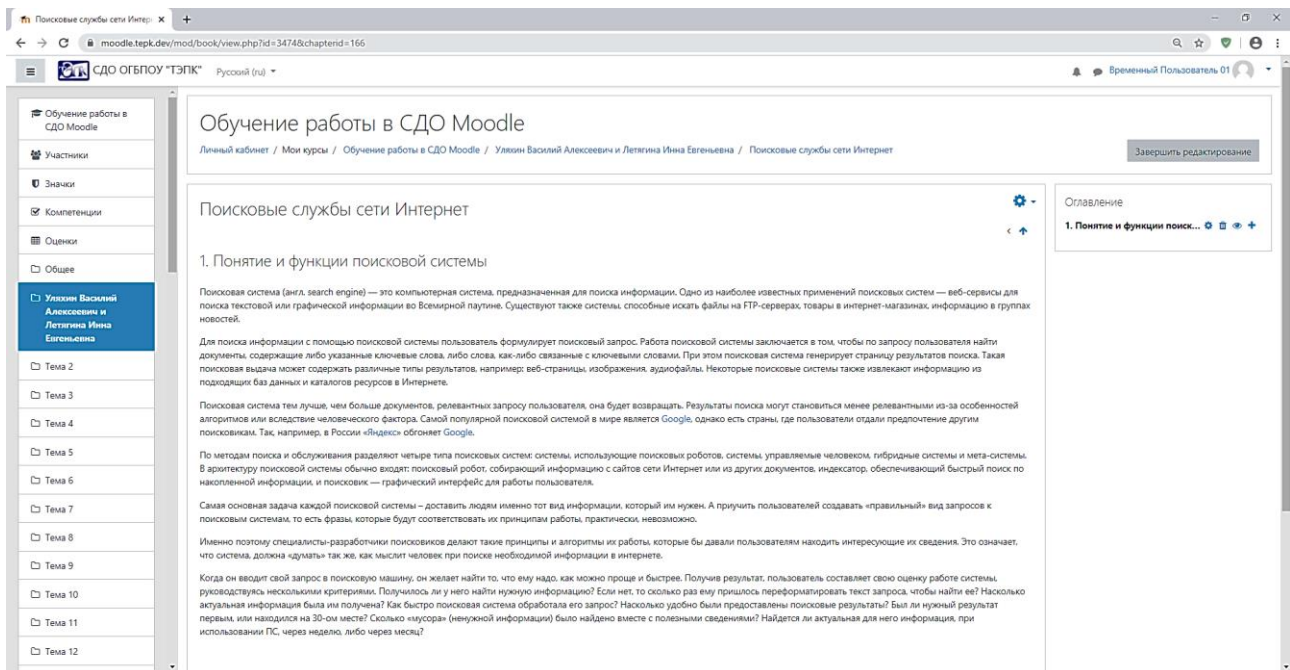 Поисковые службы сети Интер
moodle.tepk.dev/mod/book/view.php?id=3474&chapterid=166
СДО ОГБПОУ "ТЭПК"
Русский (ru)
Временный Пользователь 01
Обучение работы в
СДО Moodle
Участники
Значки
Компетенции
Оценки
Общее
Уляхин Василий
Алексеевич и
Летягина Инна
Евгеньевна
Тема 2
Тема 3
Тема 4
Тема 5
Тема 6
Тема 7
Тема 8
Тема 9
Тема 10
Тема 11
Тема 12
Обучение работы в СДО Moodle
Личный кабинет / Мои курсы / Обучение работы в СДО Moodle / Уляхин Василий Алексеевич и Летягина Инна Евгеньевна / Поисковые службы сети Интернет
Завершить редактирование
Поисковые службы сети Интернет
1. Понятие и функции поисковой системы
Поисковая система (англ. search engine) — это компьютерная система, предназначенная для поиска информации. Одно из наиболее известных применений поисковых систем — веб-сервисы для
поиска текстовой или графической информации во Всемирной паутине. Существуют также системы, способные искать файлы на FTP-серверах, товары в интернет-магазинах, информацию в группах
новостей.
Для поиска информации с помощью поисковой системы пользователь формулирует поисковый запрос. Работа поисковой системы заключается в том, чтобы по запросу пользователя найти
документы, содержащие либо указанные ключевые слова, либо слова, как-либо связанные с ключевыми словами. При этом поисковая система генерирует страницу результатов поиска. Такая
поисковая выдача может содержать различные типы результатов, например: веб-страницы, изображения, аудиофайлы. Некоторые поисковые системы также извлекают информацию из
подходящих баз данных и каталогов ресурсов в Интернете.
Поисковая система тем лучше, чем больше документов, релевантных запросу пользователя, она будет возвращать. Результаты поиска могут становиться менее релевантными из-за особенностей
алгоритмов или вследствие человеческого фактора. Самой популярной поисковой системой в мире является Google, однако есть страны, где пользователи отдали предпочтение другим
поисковикам. Так, например, в России «Яндекс» обгоняет Google.
По методам поиска и обслуживания разделяют четыре типа поисковых систем: системы, использующие поисковых роботов, системы, управляемые человеком, гибридные системы и мета-системы.
В архитектуру поисковой системы обычно входят: поисковый робот, собирающий информацию с сайтов сети Интернет или из других документов, индексатор, обеспечивающий быстрый поиск по
накопленной информации, и поисковик — графический интерфейс для работы пользователя.
Самая основная задача каждой поисковой системы – доставить людям именно тот вид информации, который им нужен. А приучить пользователей создавать «правильный» вид запросов к
поисковым системам, то есть фразы, которые будут соответствовать их принципам работы, практически, невозможно.
Именно поэтому специалисты-разработчики поисковиков делают такие принципы и алгоритмы их работы, которые бы давали пользователям находить интересующие их сведения. Это означает,
что система, должна «думать» так же, как мыслит человек при поиске необходимой информации в интернете.
Когда он вводит свой запрос в поисковую машину, он желает найти то, что ему надо, как можно проще и быстрее. Получив результат, пользователь составляет свою оценку работе системы,
руководствуясь несколькими критериями. Получилось ли у него найти нужную информацию? Если нет, то сколько раз ему пришлось переформатировать текст запроса, чтобы найти ее? Насколько
актуальная информация была им получена? Как быстро поисковая система обработала его запрос? Насколько удобно были предоставлены поисковые результаты? Был ли нужный результат
первым, или находился на 30-ом месте? Сколько «мусора» (ненужной информации) было найдено вместе с полезными сведениями? Найдется ли актуальная для него информация, при
использовании ПС, через неделю, либо через месяц?
Оглавление
1. Понятие и функции поиск...